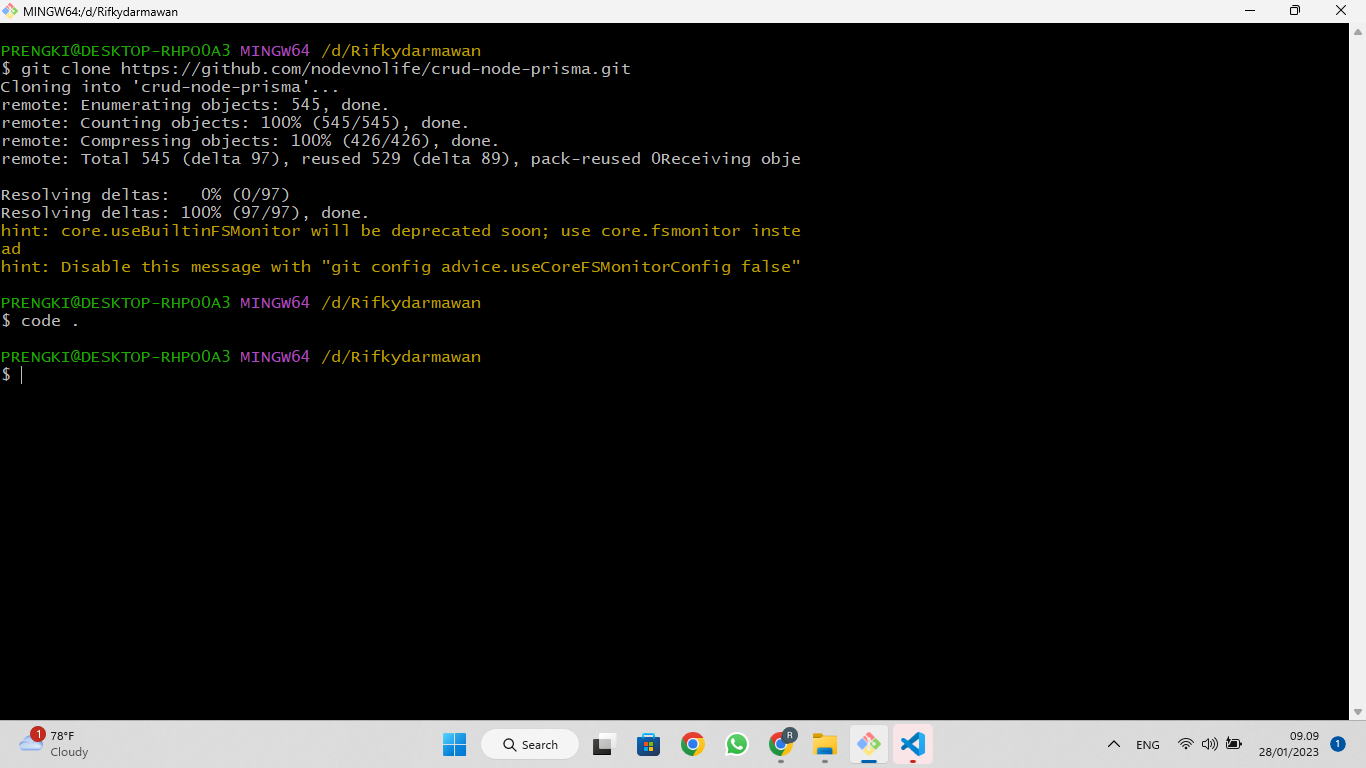 MINGW64:/d/Rifkydarmawan
PRENGKI@DESKTOP-RHPO0A3 MINGW64 /d/Rifkydarmawan
$ git clone https://github.com/nodevnolife/crud-node-prisma.git
Cloning into 'crud-node-prisma'...
remote: Enumerating objects: 545, done.
remote: Counting objects: 100% (545/545), done.
remote: Compressing objects: 100% (426/426), done.
remote: Total 545 (delta 97), reused 529 (delta 89), pack-reused 0Receiving obje
Resolving deltas:   0% (0/97)
Resolving deltas: 100% (97/97), done.
hint: core.useBuiltinFSMonitor will be deprecated soon; use core.fsmonitor inste
ad
hint: Disable this message with "git config advice.useCoreFSMonitorConfig false"
PRENGKI@DESKTOP-RHPO0A3 MINGW64 /d/Rifkydarmawan
$ code .
PRENGKI@DESKTOP-RHPO0A3 MINGW64 /d/Rifkydarmawan
$
1
78°F
Cloudy
Search
R
ENG
09.09
28/01/2023
1